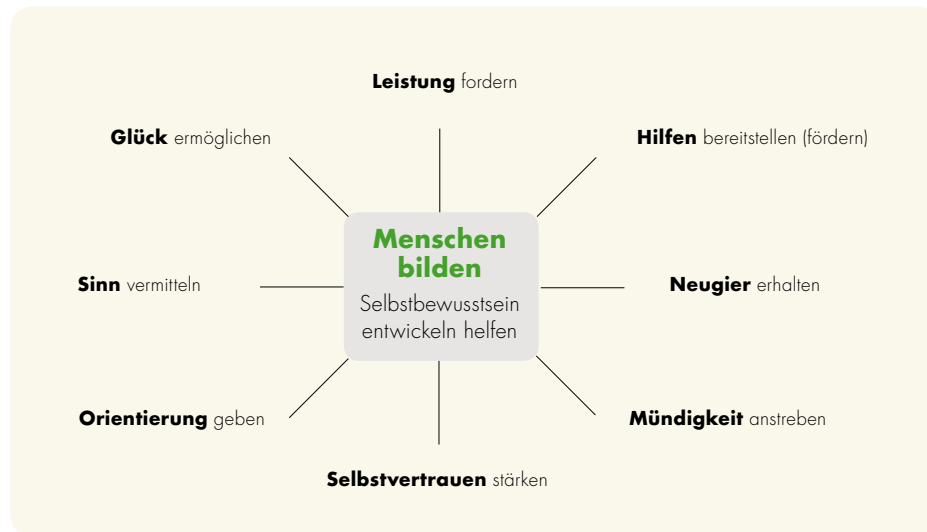 Leistung fordern
Glück ermöglichen
Hilfen bereitstellen (fördern)
Menschen
bilden
Selbstbewusstsein
entwickeln helfen
Sinn vermitteln
Neugier erhalten
Orientierung geben
Mündigkeit anstreben
Selbstvertrauen stärken